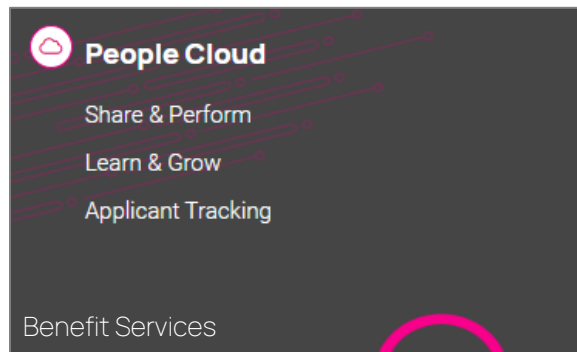 People Cloud
Share & Perform
Learn & Grow
Applicant Tracking
Benefit Services